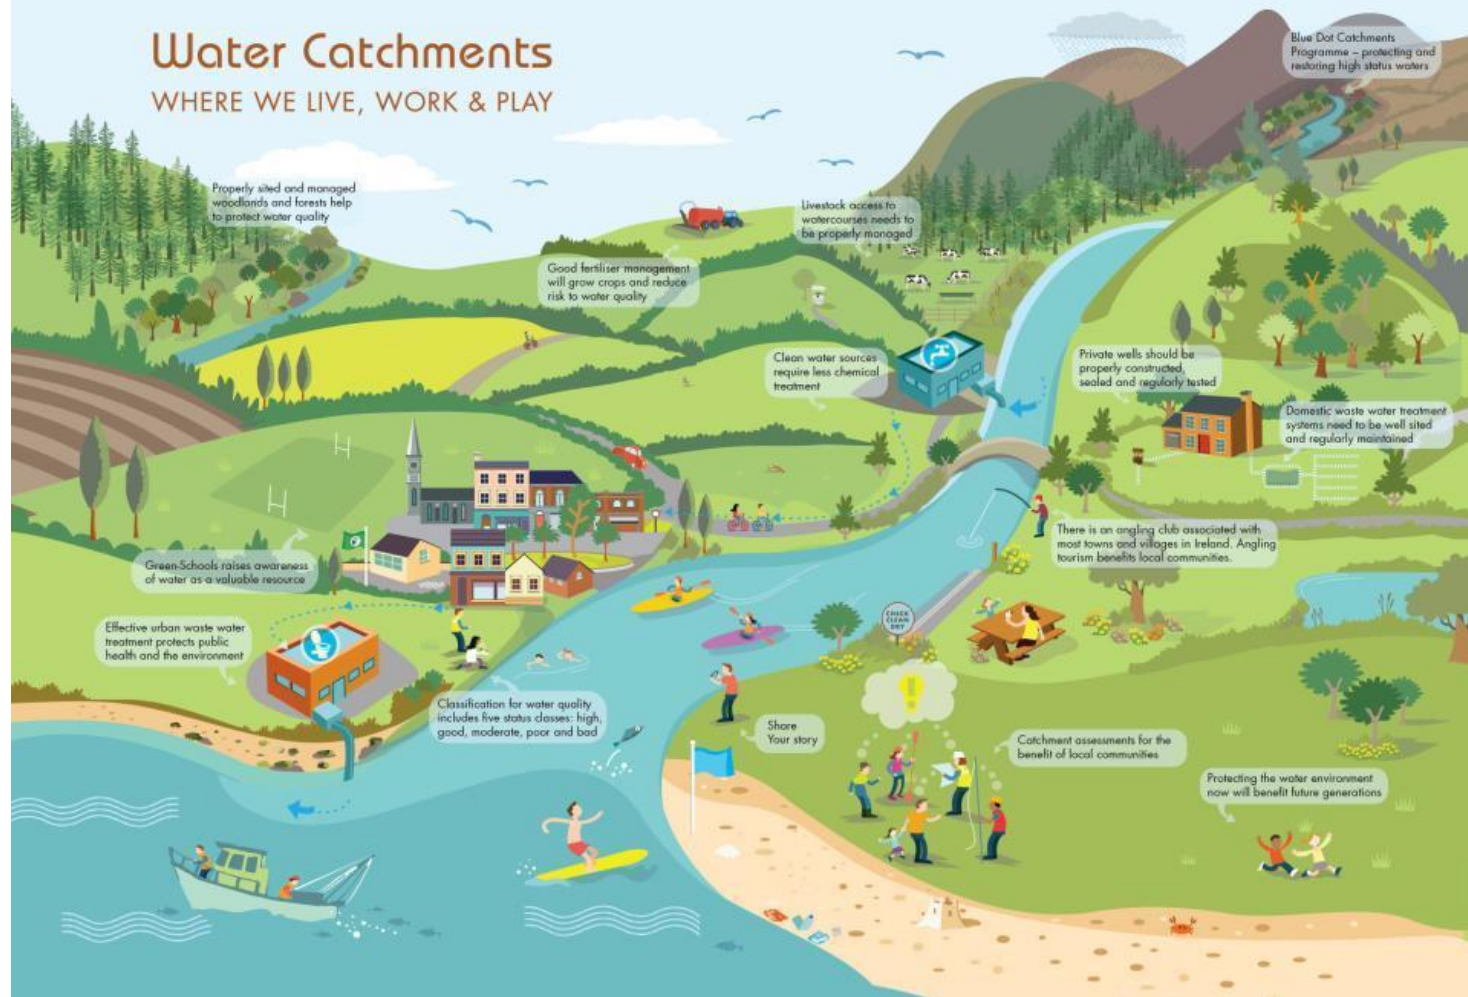 Water Catchments
WHERE WE LIVE, WORK & PLAY
Blue Dot Catchments
Programme – protecting and
restoring high status waters
Properly sited and managed
woodlands and forests help
to protect water quality
Livestock access to
watercourses needs to
be properly managed
Good fertiliser management
will grow crops and reduce
risk to water quality
Clean water sources
require less chemical
treatment
Private wells should be
properly constructed,
sealed and regularly tested
Domestic waste water treatment
systems need to be well sited
and regularly maintained
There is an angling club associated with
most towns and villages in Ireland. Angling
tourism benefits local communities.
Green-Schools raises awareness
of water as a valuable resource
Effective urban waste water
treatment protects public
health and the environment
CHECK
CLEAN
DRY
Classification for water quality
includes five status classes: high,
good, moderate, poor and bad
Share
Your story
Catchment assessments for the
benefit of local communities
Protecting the water environment
now will benefit future generations